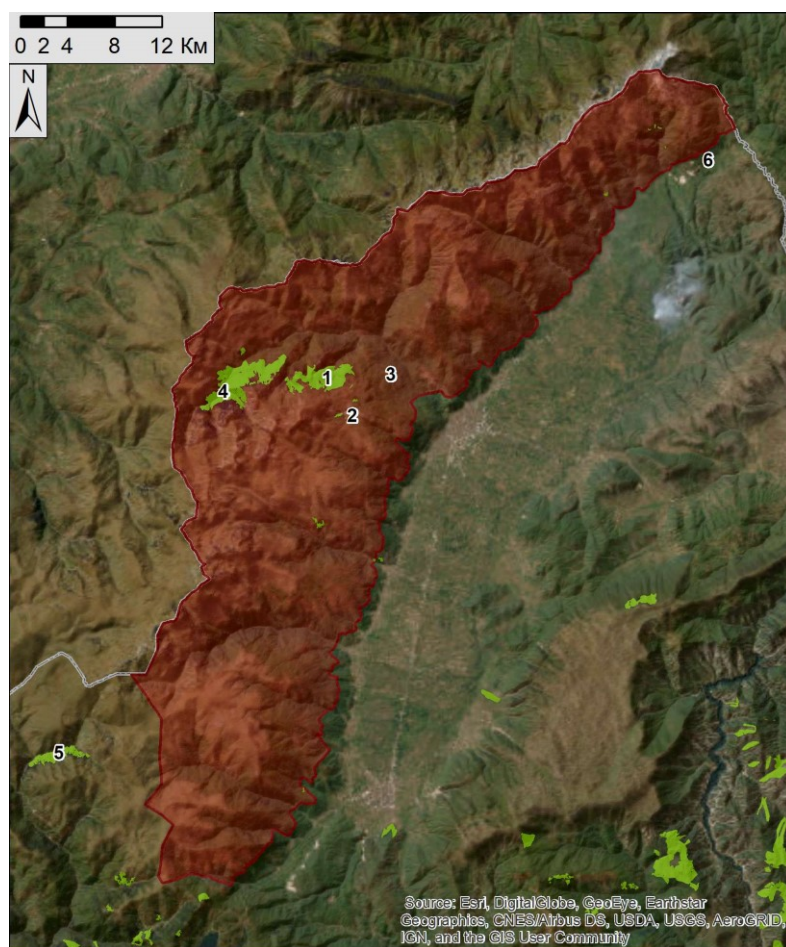 0 2 4 8 12 Км
N
6
3
1
4
2
5
Source: Esri, DigitalGlobe, GeoEye, Earthstar
Geographics, CNES/Airbus DS, USDA, USGS, AeroGRID,
IGN, and the GIS User Community